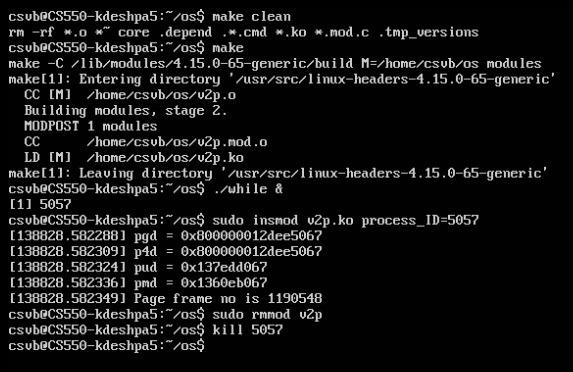 csvb@CS550-kdeshpa5:~/os$ make clean
rm -rf *.o *~ core .depend .*.cmd *.ko *.mod.c .tmp_versions
csvb@CS550-kdeshpa5:~/os$ make
make -C /lib/modules/4.15.0-65-generic/build M=/home/csvb/os modules
make[1]: Entering directory '/usr/src/linux-headers-4.15.0-65-generic'
  CC [M]  /home/csvb/os/v2p.o
  Building modules, stage 2.
  MODPOST 1 modules
  CC      /home/csvb/os/v2p.mod.o
  LD [M]  /home/csvb/os/v2p.ko
make[1]: Leaving directory '/usr/src/linux-headers-4.15.0-65-generic'
csvb@CS550-kdeshpa5:~/os$ ./while &
[1] 5057
csvb@CS550-kdeshpa5:~/os$ sudo insmod v2p.ko process_ID=5057
[138828.582288] pgd = 0x800000012dee5067
[138828.582309] p4d = 0x800000012dee5067
[138828.582324] pud = 0x137edd067
[138828.582336] pmd = 0x1360eb067
[138828.582349] Page frame no is 1190548
csvb@CS550-kdeshpa5:~/os$ sudo rmmod v2p
csvb@CS550-kdeshpa5:~/os$ kill 5057
csvb@CS550-kdeshpa5:~/os$